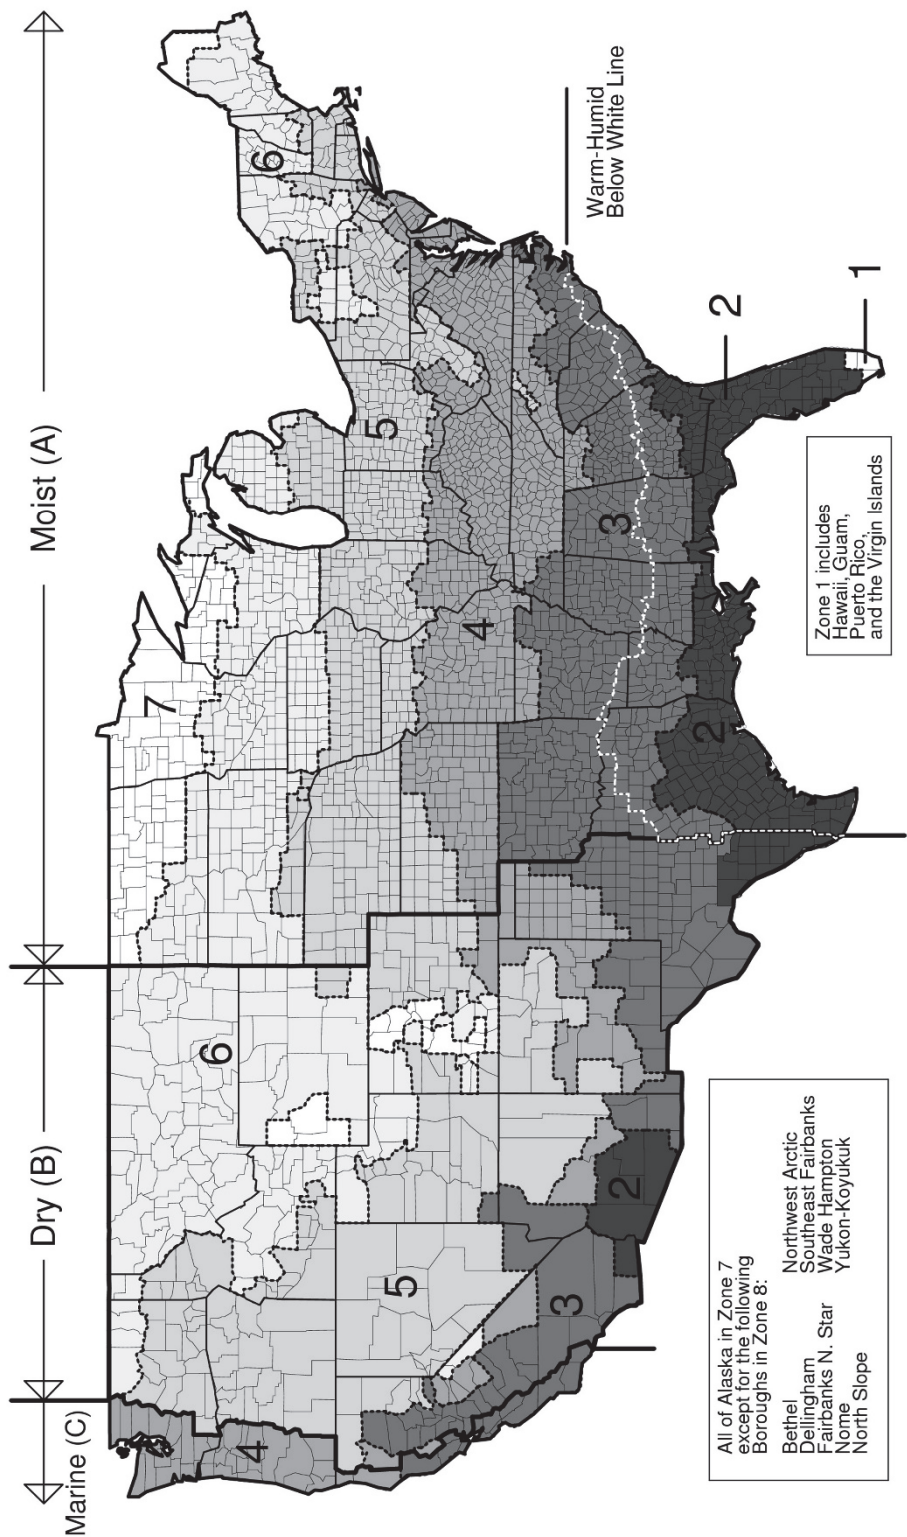 Marine (C)
Dry (B)
Moist (A)
7
6
6
5
5
4
4
3
3
2
2
2
1
Warm-Humid
Below White Line
All of Alaska in Zone 7
except for the following
Boroughs in Zone 8:
Bethel Northwest Arctic
Dellingham Southeast Fairbanks
Fairbanks N. Star Wade Hampton
Nome Yukon-Koyukuk
North Slope
Zone 1 includes
Hawaii, Guam,
Puerto Rico,
and the Virgin Islands